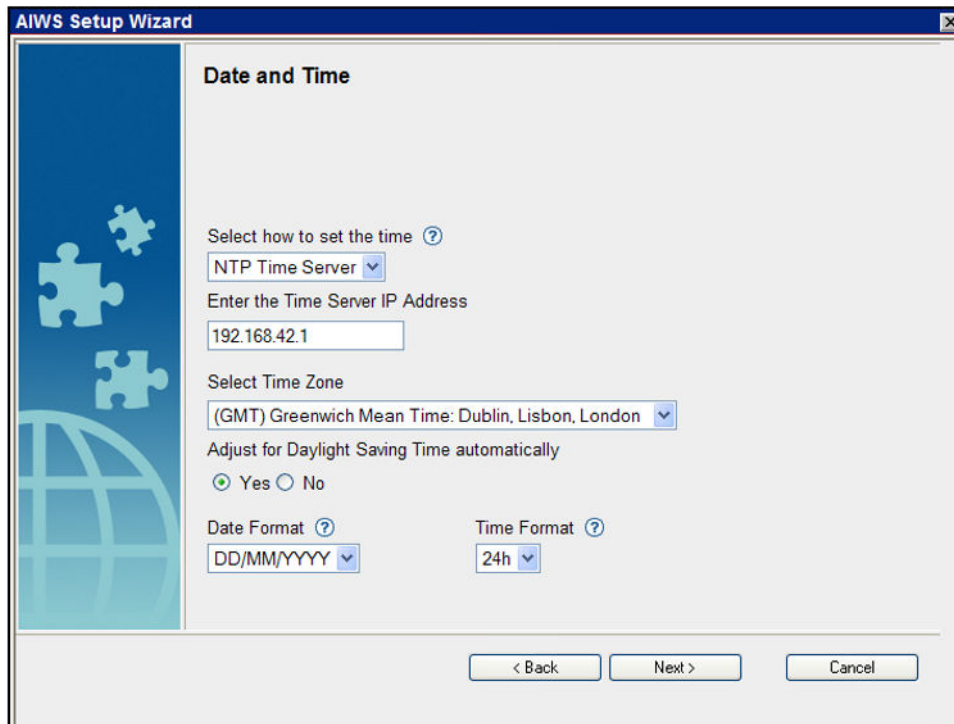 AIWS Setup Wizard
Date and Time
Select how to set the time ?
NTP Time Server
Enter the Time Server IP Address
192.168.42.1
Select Time Zone
(GMT) Greenwich Mean Time: Dublin, Lisbon, London
Adjust for Daylight Saving Time automatically
Yes No
Date Format ? Time Format ?
DD/MM/YYYY 24h
< Back Next > Cancel